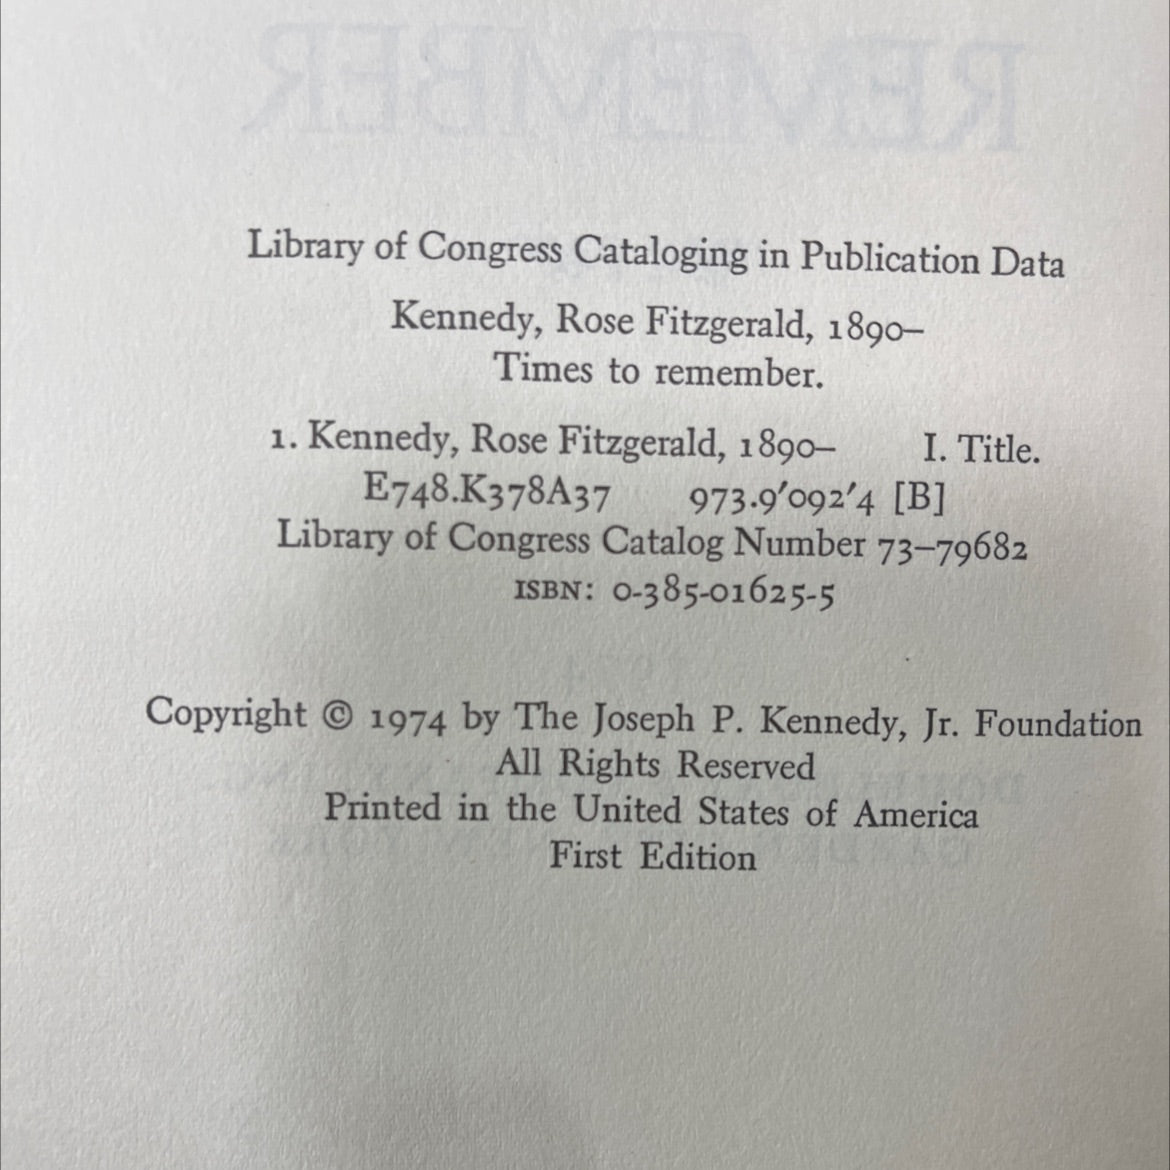 REMEMBER
Library of Congress Cataloging in Publication Data
Kennedy, Rose Fitzgerald, 1890–
Times to remember.
1. Kennedy, Rose Fitzgerald, 1890– I. Title.
E748.K378A37 973.9′092′4 [B]
Library of Congress Catalog Number 73–79682
ISBN: 0-385-01625-5
Copyright © 1974 by The Joseph P. Kennedy, Jr. Foundation
All Rights Reserved
Printed in the United States of America
First Edition